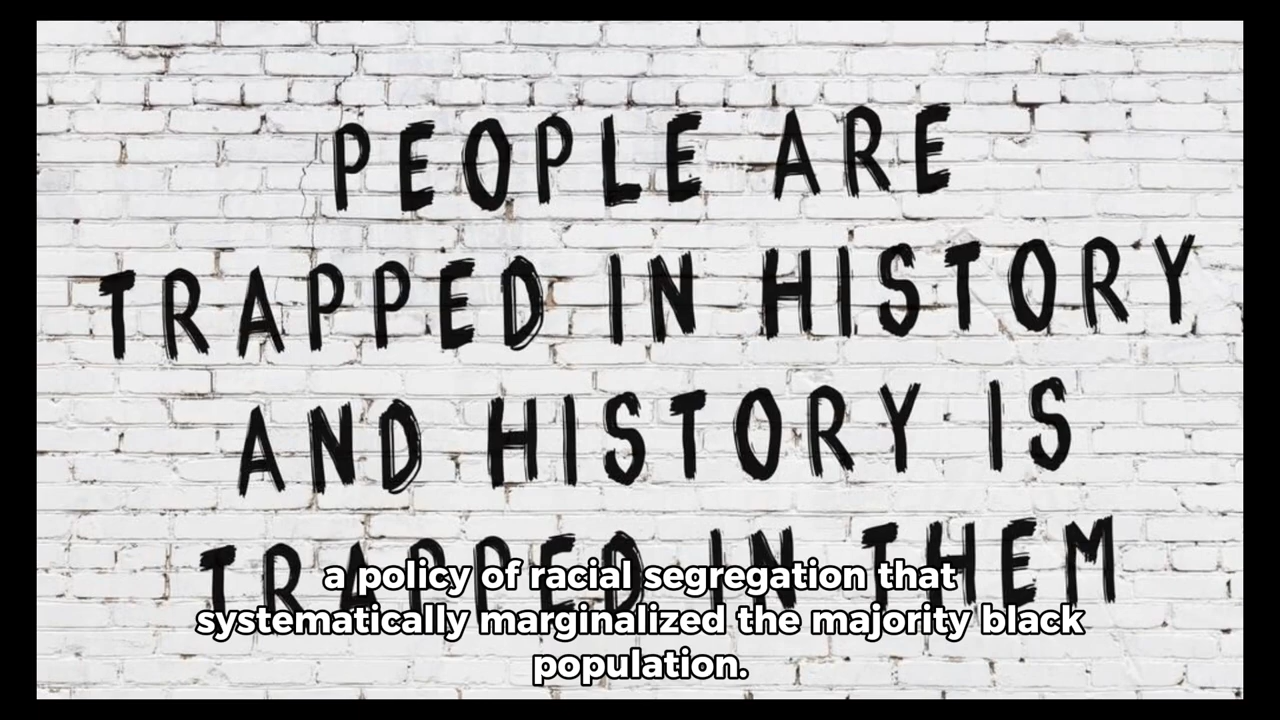 PEOPLE ARE
TRAPPED IN HISTORY
AND HISTORY IS
TRAPPED IN THEM
a policy of racial segregation that
systematically marginalized the majority black
population.